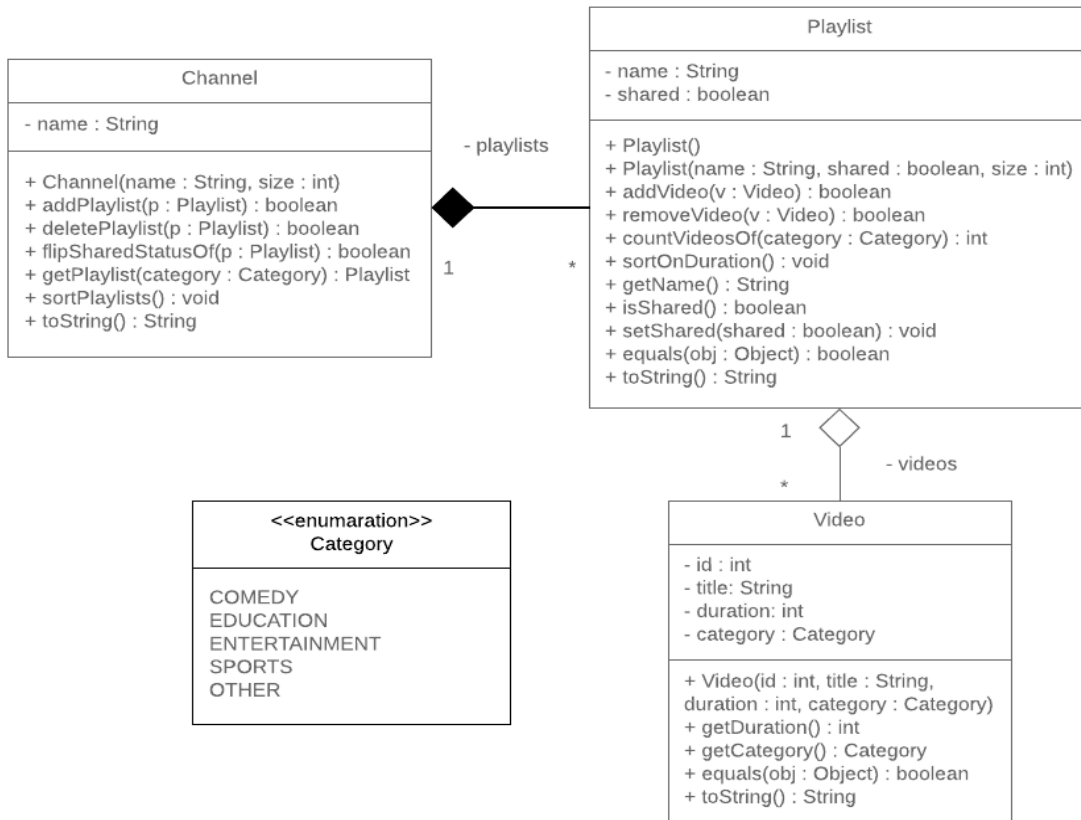 Channel
- name : String
+ Channel(name : String, size : int)
+ addPlaylist(p : Playlist) : boolean
+ deletePlaylist(p : Playlist) : boolean
+ flipSharedStatusOf(p : Playlist) : boolean
+ getPlaylist(category : Category) : Playlist
+ sortPlaylists() : void
+ toString() : String
- playlists
1
*
Playlist
- name : String
- shared : boolean
+ Playlist()
+ Playlist(name : String, shared : boolean, size : int)
+ addVideo(v : Video) : boolean
+ removeVideo(v : Video) : boolean
+ countVideosOf(category : Category) : int
+ sortOnDuration() : void
+ getName() : String
+ isShared() : boolean
+ setShared(shared : boolean) : void
+ equals(obj : Object) : boolean
+ toString() : String
1
- videos
*
<<enumaration>>
Category
COMEDY
EDUCATION
ENTERTAINMENT
SPORTS
OTHER
Video
- id : int
- title: String
- duration: int
- category : Category
+ Video(id : int, title : String,
duration : int, category : Category)
+ getDuration() : int
+ getCategory() : Category
+ equals(obj : Object) : boolean
+ toString() : String